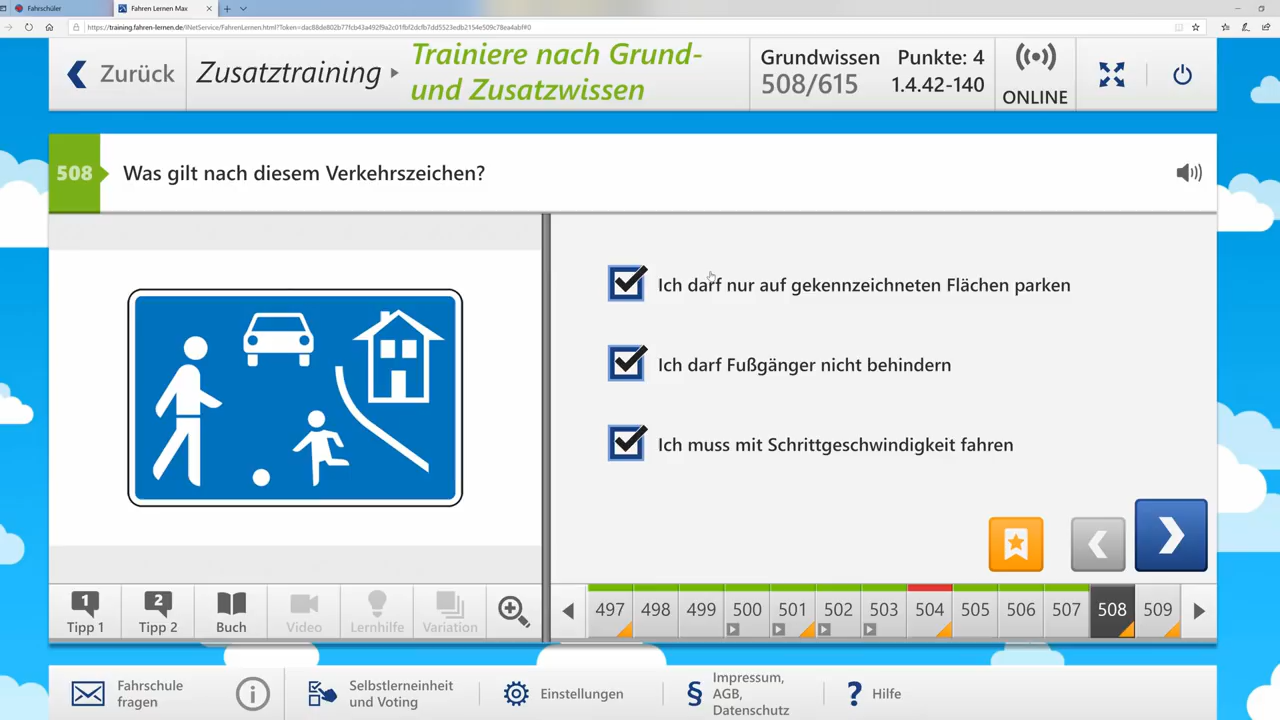 Fahrschüler
Fahren Lernen Max
Zurück
Zusatztraining
Trainiere nach Grund-
und Zusatzwissen
Grundwissen
508/615
Punkte: 4
1.4.42-140
ONLINE
508
Was gilt nach diesem Verkehrszeichen?
Ich darf nur auf gekennzeichneten Flächen parken
Ich darf Fußgänger nicht behindern
Ich muss mit Schrittgeschwindigkeit fahren
1
Tipp 1
2
Tipp 2
Buch
Video
Lernhilfe
Variation
497
498
499
500
501
502
503
504
505
506
507
508
509
Fahrschule
fragen
Selbstlerneinheit
und Voting
Einstellungen
§
Impressum,
AGB,
Datenschutz
?
Hilfe